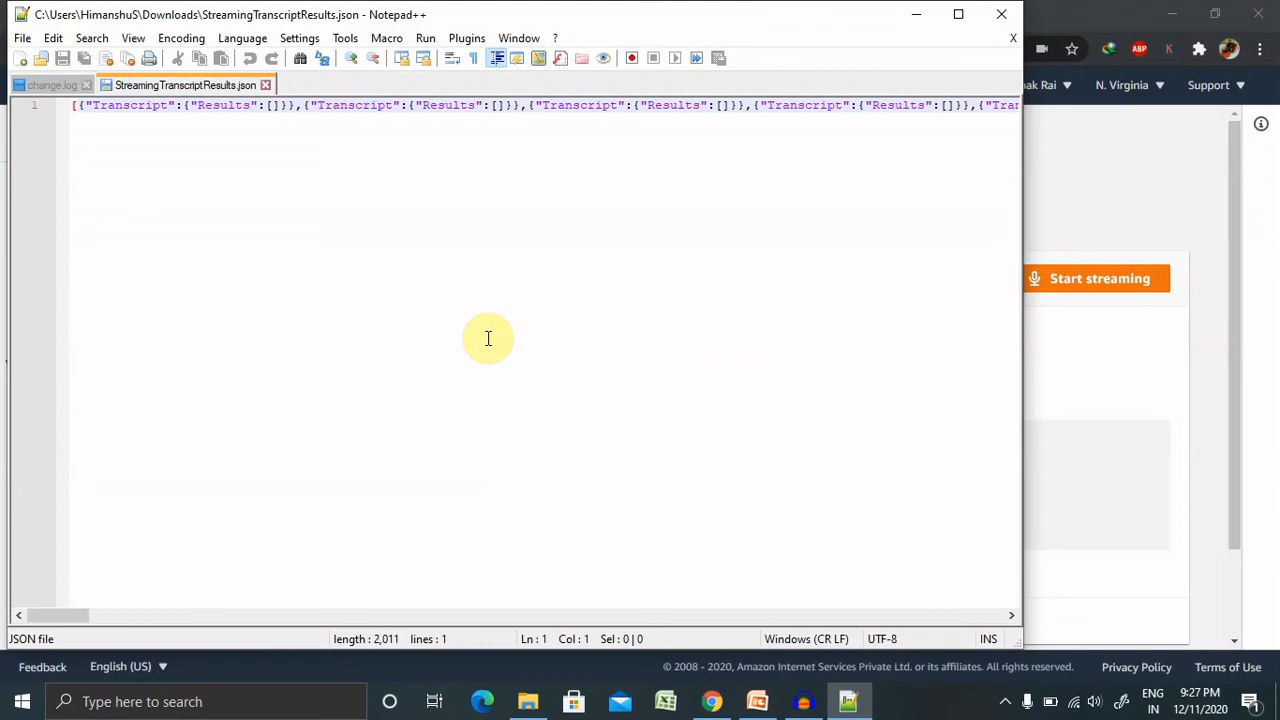 C:\Users\HimanshuS\Downloads\StreamingTranscriptResults.json - Notepad++
File Edit Search View Encoding Language Settings Tools Macro Run Plugins Window ? X
change.log StreamingTranscriptResults.json
ABP K
pak Rai N. Virginia Support
1 [{"Transcript":{"Results":[]}},{"Transcript":{"Results":[]}},{"Transcript":{"Results":[]}},{"Transcript":{"Results":[]}},{"Tran
Start streaming
JSON file length : 2,011 lines : 1 Ln : 1 Col : 1 Sel : 0 | 0 Windows (CR LF) UTF-8 INS
Feedback English (US) © 2008 - 2020, Amazon Internet Services Private Ltd. or its affiliates. All rights reserved. Privacy Policy Terms of Use
Type here to search
ENG 9:27 PM
IN 12/11/2020 1